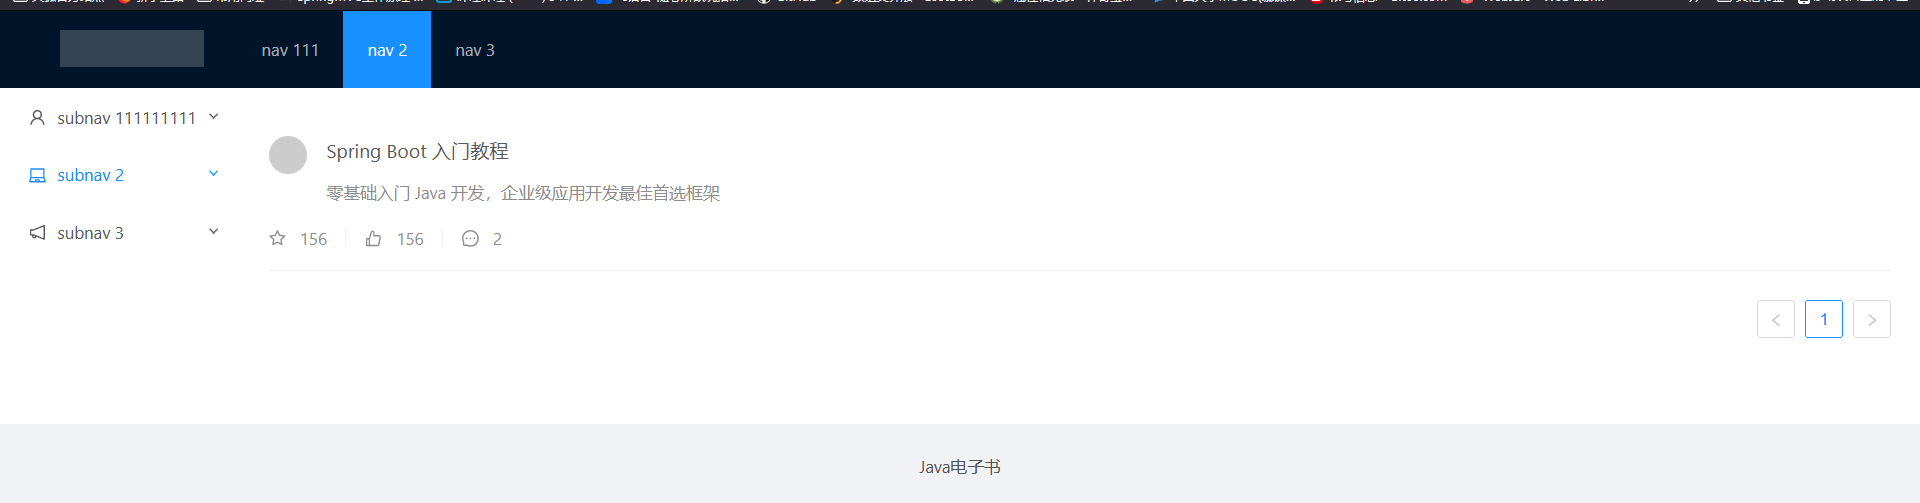 nav 111 nav 2 nav 3
subnav 111111111
subnav 2
subnav 3
Spring Boot 入门教程
零基础入门 Java 开发，企业级应用开发最佳首选框架
156 156 2
1
Java电子书